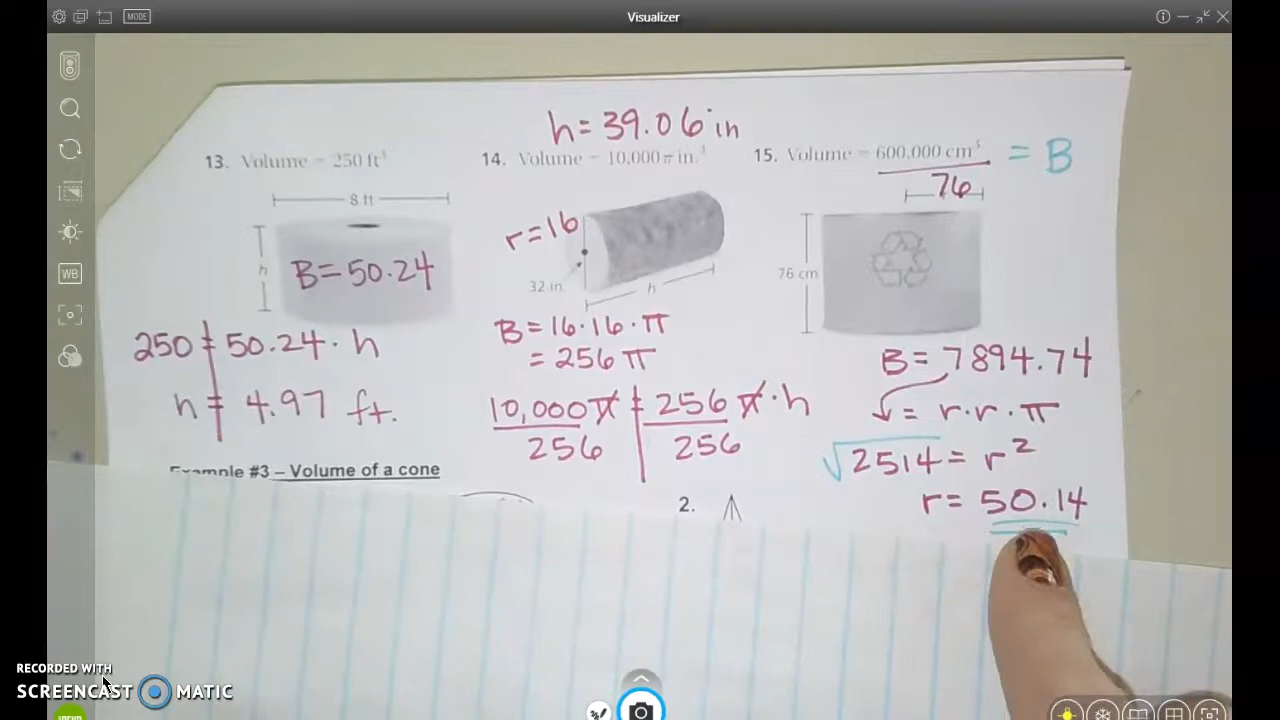 MODE
Visualizer
WB
h = 39.06 in
13. Volume = 250 ft³
14. Volume = 10,000π in.³
15. Volume = 600,000 cm³ = B
76
8 ft
h
B = 50.24
r = 16
32 in.
h
76 cm
250 = 50.24 · h
h = 4.97 ft.
B = 16·16·π
= 256 π
10,000π = 256 π · h
256 256
B = 7894.74
= r·r·π
√2514 = r²
r = 50.14
Example #3 – Volume of a cone
2.
RECORDED WITH
SCREENCAST MATIC